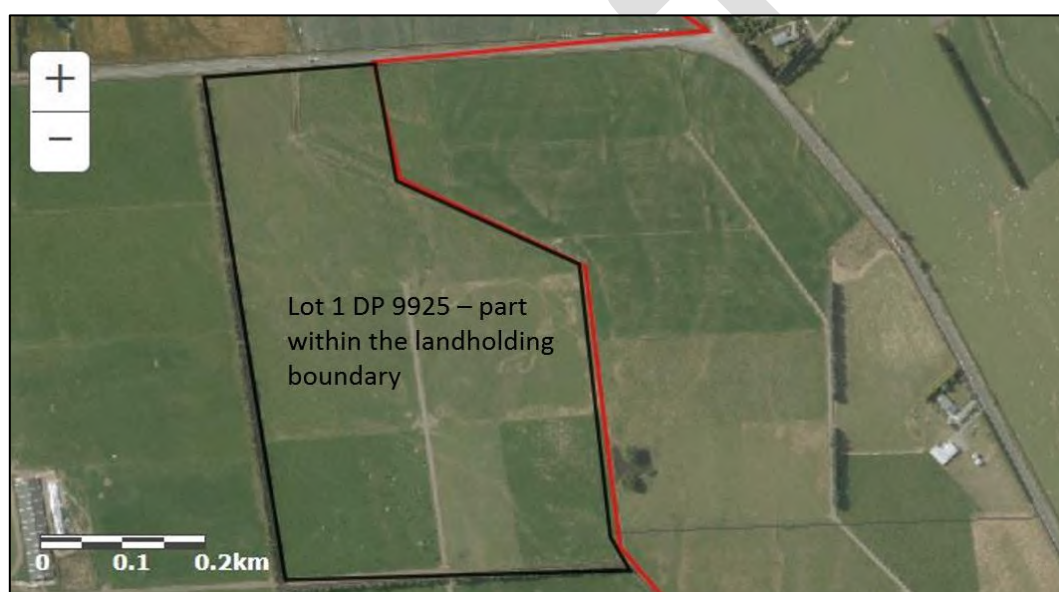 +
−
Lot 1 DP 9925 – part
within the landholding
boundary
0 0.1 0.2km